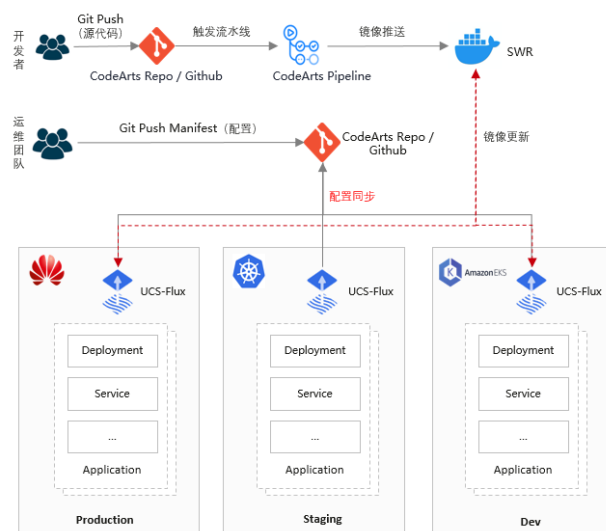 开发者
Git Push
（源代码）
触发流水线
镜像推送
CodeArts Repo / Github
CodeArts Pipeline
SWR
运维团队
Git Push Manifest（配置）
CodeArts Repo /
Github
镜像更新
配置同步
UCS-Flux
UCS-Flux
Amazon EKS
UCS-Flux
Deployment
Service
...
Application
Production
Deployment
Service
...
Application
Staging
Deployment
Service
...
Application
Dev